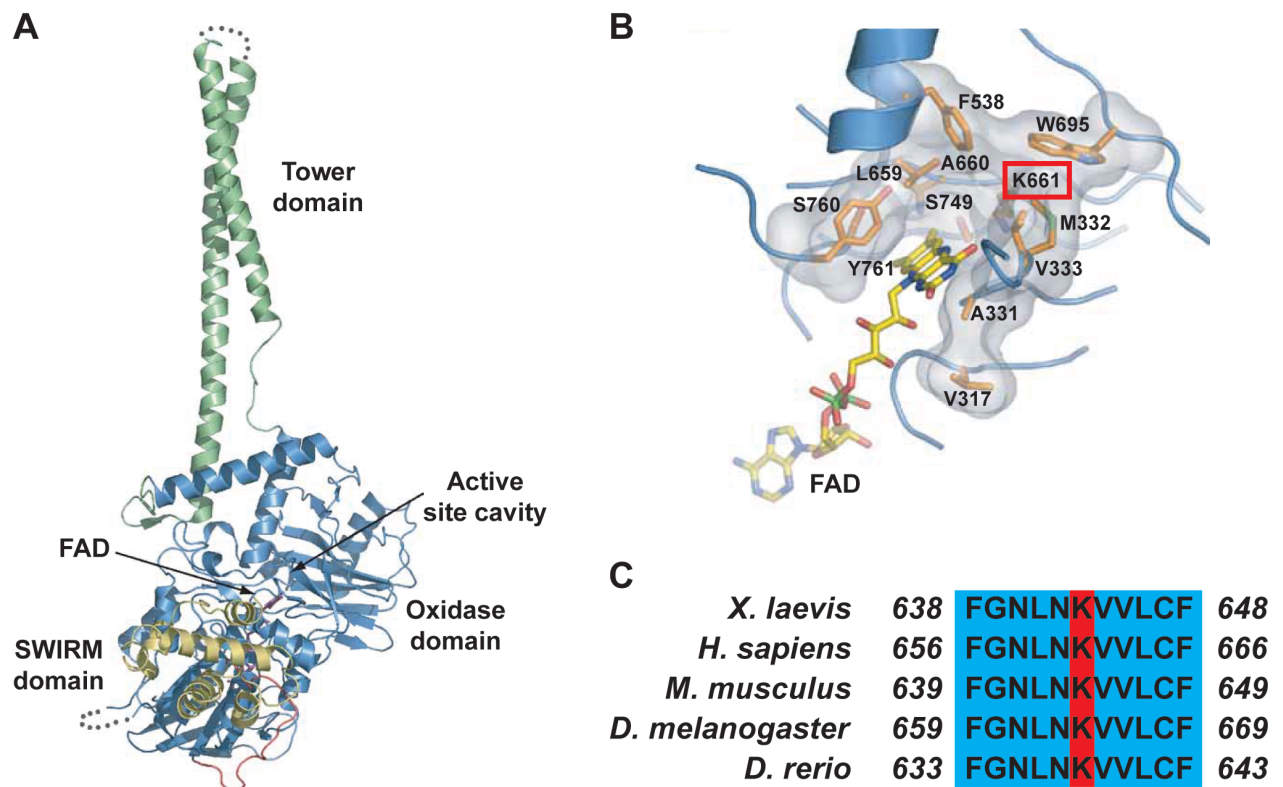 A
Tower
domain
Active
site cavity
FAD
Oxidase
domain
SWIRM
domain
B
F538
W695
L659
A660
K661
S760
S749
M332
Y761
V333
A331
V317
FAD
C
X. laevis 638 FGNLNKVVLCF 648
H. sapiens 656 FGNLNKVVLCF 666
M. musculus 639 FGNLNKVVLCF 649
D. melanogaster 659 FGNLNKVVLCF 669
D. rerio 633 FGNLNKVVLCF 643